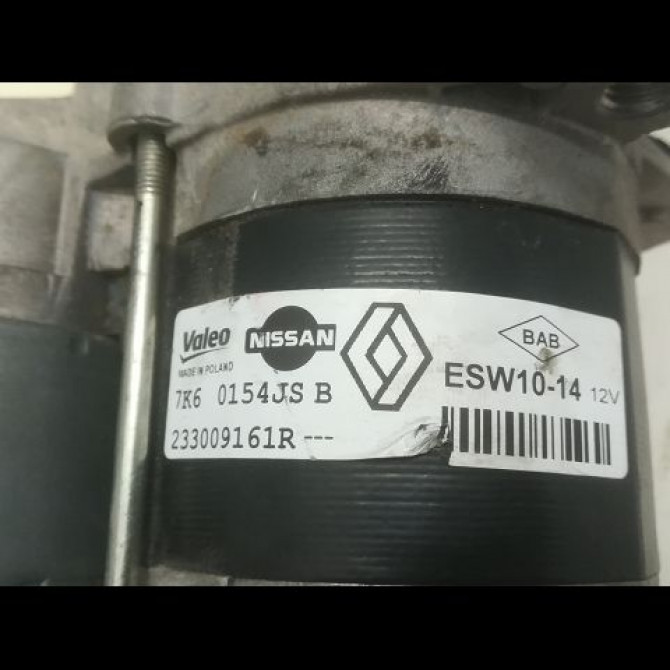 Valeo NISSAN BAB
MADE IN POLAND
ESW10-14 12V
7K6 0154JS B
233009161R ---